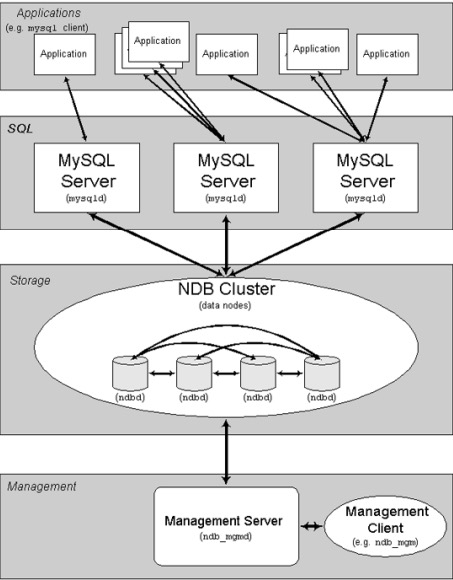 Applications
(e.g. mysql client)
Application
Application
Application
Application
Application
SQL
MySQL
Server
(mysqld)
MySQL
Server
(mysqld)
MySQL
Server
(mysqld)
Storage
NDB Cluster
(data nodes)
(ndbd)
(ndbd)
(ndbd)
(ndbd)
Management
Management Server
(ndb_mgmd)
Management
Client
(e.g. ndb_mgm)